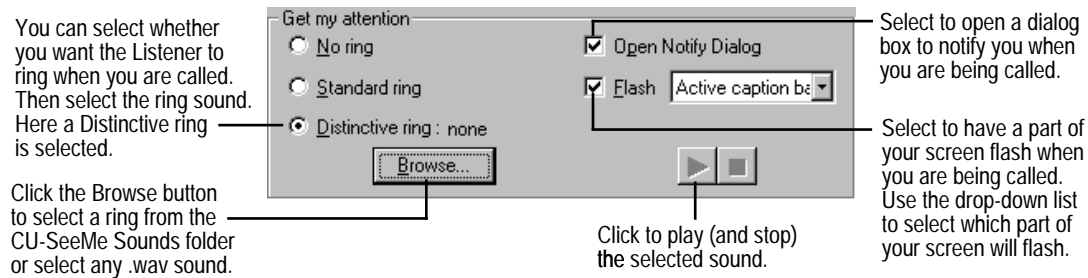 You can select whether
you want the Listener to
ring when you are called.
Then select the ring sound.
Here a Distinctive ring
is selected.
Click the Browse button
to select a ring from the
CU-SeeMe Sounds folder
or select any .wav sound.
Get my attention
No ring
Standard ring
Distinctive ring : none
Browse...
Open Notify Dialog
Flash Active caption ba
Click to play (and stop)
the selected sound.
Select to open a dialog
box to notify you when
you are being called.
Select to have a part of
your screen flash when
you are being called.
Use the drop-down list
to select which part of
your screen will flash.